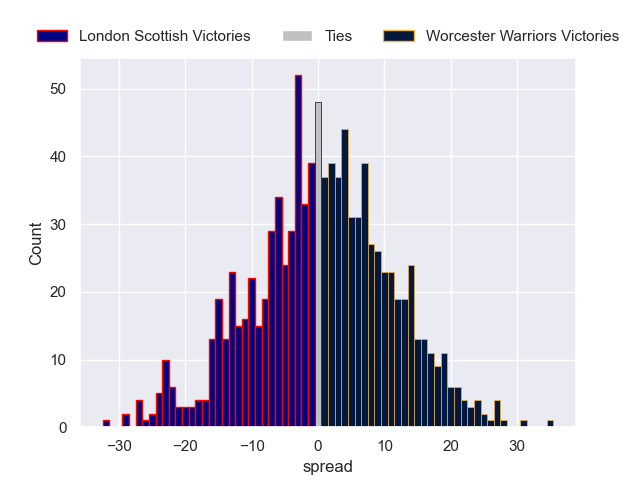 London Scottish Victories Ties Worcester Warriors Victories
50
40
30
20
10
0
Count
−30 −20 −10 0 10 20 30
spread